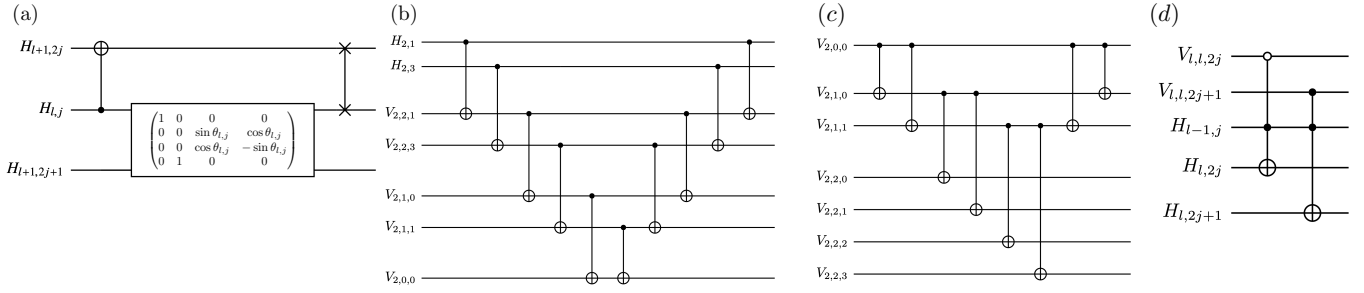 (a)
H_{l+1,2j}
H_{l,j}
H_{l+1,2j+1}
1 0 0 0
0 0 sin θ_{l,j} cos θ_{l,j}
0 0 cos θ_{l,j} − sin θ_{l,j}
0 1 0 0
(b)
H_{2,1}
H_{2,3}
V_{2,2,1}
V_{2,2,3}
V_{2,1,0}
V_{2,1,1}
V_{2,0,0}
(c)
V_{2,0,0}
V_{2,1,0}
V_{2,1,1}
V_{2,2,0}
V_{2,2,1}
V_{2,2,2}
V_{2,2,3}
(d)
V_{l,l,2j}
V_{l,l,2j+1}
H_{l−1,j}
H_{l,2j}
H_{l,2j+1}